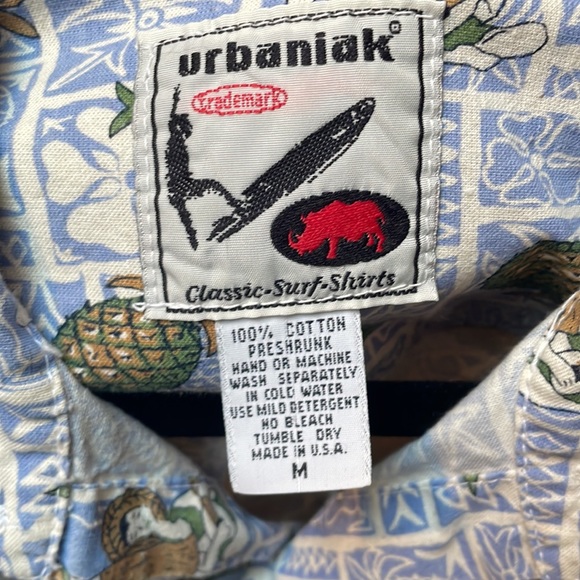 urbaniak®
trademark
Classic-Surf-Shirts
100% COTTON
PRESHRUNK
HAND OR MACHINE
WASH SEPARATELY
IN COLD WATER
USE MILD DETERGENT
NO BLEACH
TUMBLE DRY
MADE IN U.S.A.
M